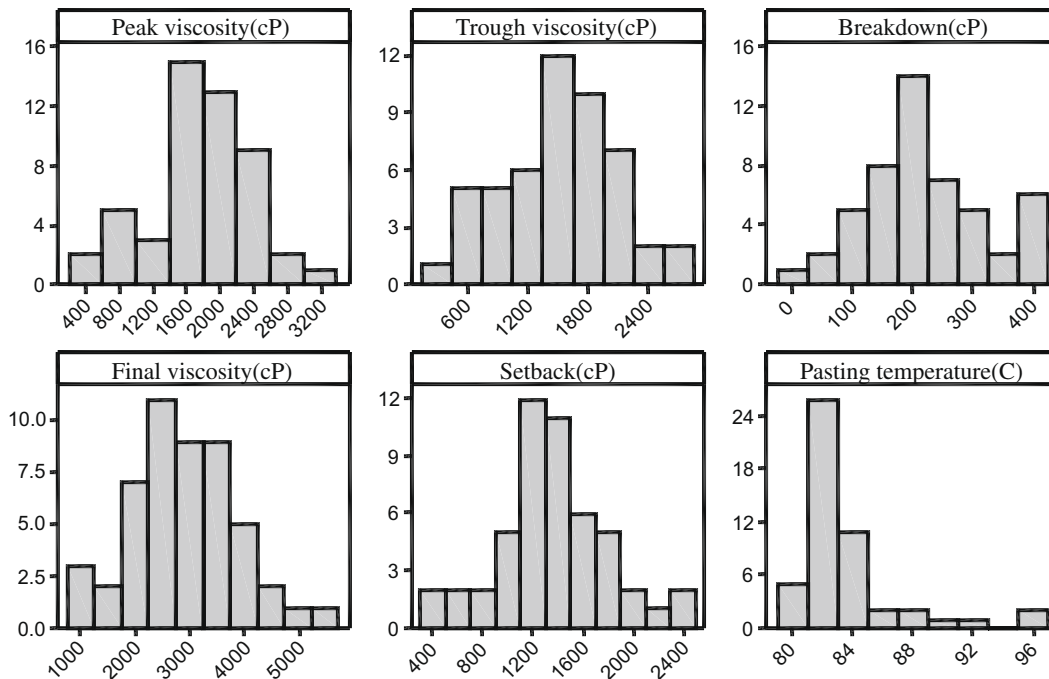 Peak viscosity(cP)
16
12
8
4
0
400 800 1200 1600 2000 2400 2800 3200
Trough viscosity(cP)
12
9
6
3
0
600 1200 1800 2400
Breakdown(cP)
16
12
8
4
0
0 100 200 300 400
Final viscosity(cP)
10.0
7.5
5.0
2.5
0.0
1000 2000 3000 4000 5000
Setback(cP)
12
9
6
3
0
400 800 1200 1600 2000 2400
Pasting temperature(C)
24
18
12
6
0
80 84 88 92 96